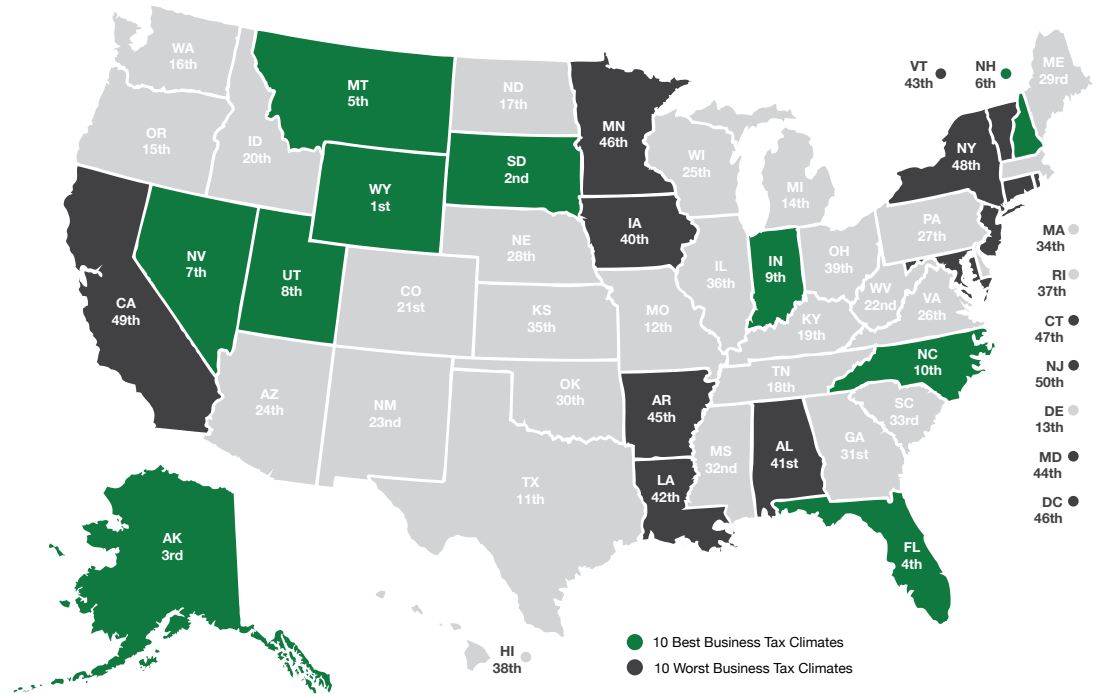 WA
16th
MT
5th
ND
17th
MN
46th
VT
43th
NH
6th
ME
29rd
OR
15th
ID
20th
SD
2nd
WI
25th
NY
48th
WY
1st
MI
14th
IA
40th
PA
27th
MA
34th
NV
7th
UT
8th
NE
28th
IL
36th
IN
9th
OH
39th
WV
22nd
VA
26th
RI
37th
CA
49th
CO
21st
KS
35th
MO
12th
KY
19th
CT
47th
NC
10th
NJ
50th
AZ
24th
NM
23nd
OK
30th
AR
45th
TN
18th
SC
33rd
DE
13th
MS
32nd
AL
41st
GA
31st
MD
44th
TX
11th
LA
42th
DC
46th
AK
3rd
FL
4th
HI
38th
10 Best Business Tax Climates
10 Worst Business Tax Climates